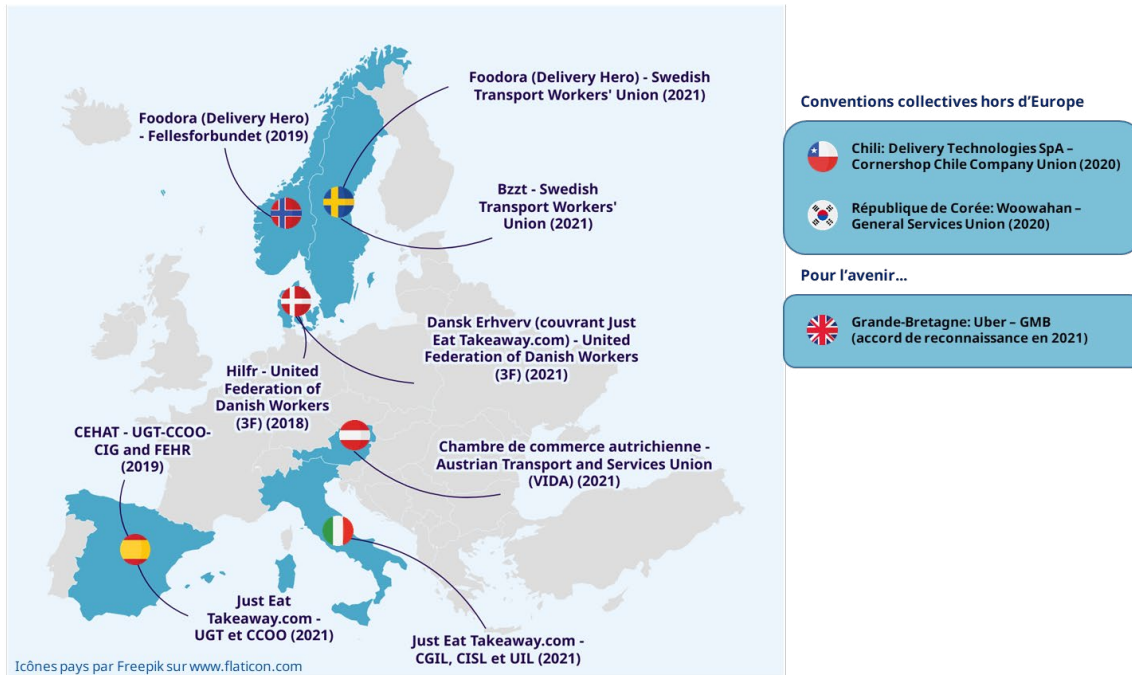 Foodora (Delivery Hero) - Swedish
Transport Workers' Union (2021)
Foodora (Delivery Hero)
- Fellesforbundet (2019)
Bzzt - Swedish
Transport Workers'
Union (2021)
Dansk Erhverv (couvrant Just
Eat Takeaway.com) - United
Federation of Danish Workers
(3F) (2021)
Hilfr - United
Federation of
Danish Workers
(3F) (2018)
CEHAT - UGT-CCOO-
CIG and FEHR
(2019)
Chambre de commerce autrichienne -
Austrian Transport and Services Union
(VIDA) (2021)
Just Eat
Takeaway.com -
UGT et CCOO (2021)
Just Eat Takeaway.com -
CGIL, CISL et UIL (2021)
Icônes pays par Freepik sur www.flaticon.com
Conventions collectives hors d’Europe
Chili: Delivery Technologies SpA –
Cornershop Chile Company Union (2020)
République de Corée: Woowahan –
General Services Union (2020)
Pour l’avenir...
Grande-Bretagne: Uber – GMB
(accord de reconnaissance en 2021)